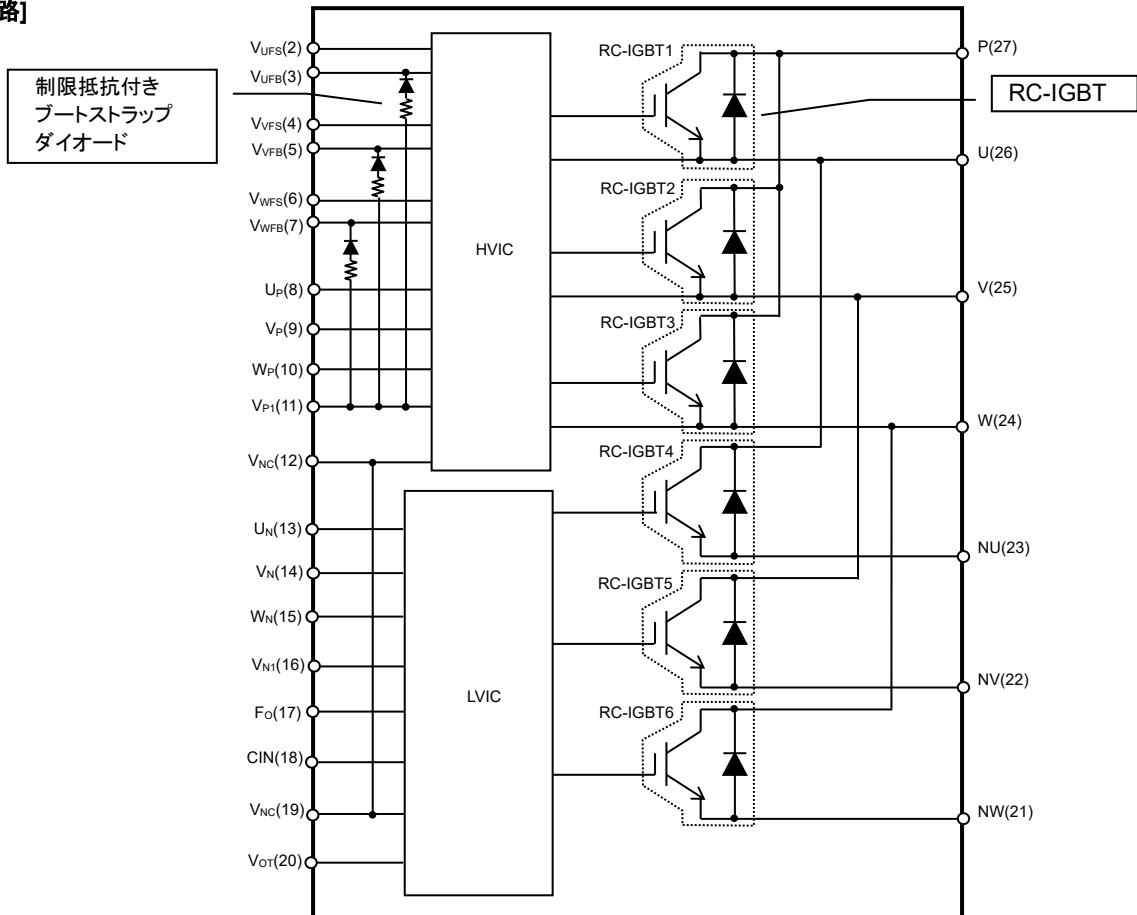 路]
制限抵抗付き
ブートストラップ
ダイオード
VUFS(2)
VUFB(3)
VVFS(4)
VVFB(5)
VWFS(6)
VWFB(7)
UP(8)
VP(9)
WP(10)
VP1(11)
VNC(12)
UN(13)
VN(14)
WN(15)
VN1(16)
FO(17)
CIN(18)
VNC(19)
VOT(20)
HVIC
LVIC
RC-IGBT1
RC-IGBT2
RC-IGBT3
RC-IGBT4
RC-IGBT5
RC-IGBT6
P(27)
RC-IGBT
U(26)
V(25)
W(24)
NU(23)
NV(22)
NW(21)